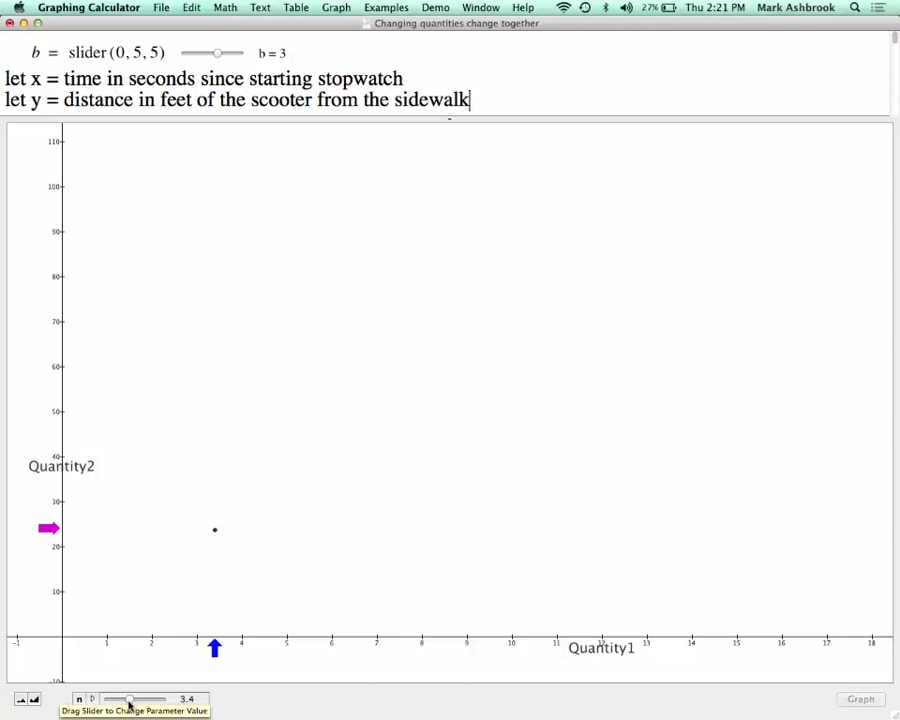 Graphing Calculator File Edit Math Text Table Graph Examples Demo Window Help 27% Thu 2:21 PM Mark Ashbrook
Changing quantities change together
b = slider (0, 5, 5) b = 3
let x = time in seconds since starting stopwatch
let y = distance in feet of the scooter from the sidewalk
110
100
90
80
70
60
50
40
Quantity2
30
20
10
-1 1 2 3 4 5 6 7 8 9 10 11 12 13 14 15 16 17 18
Quantity1
-10
n 3.4 Graph
Drag Slider to Change Parameter Value